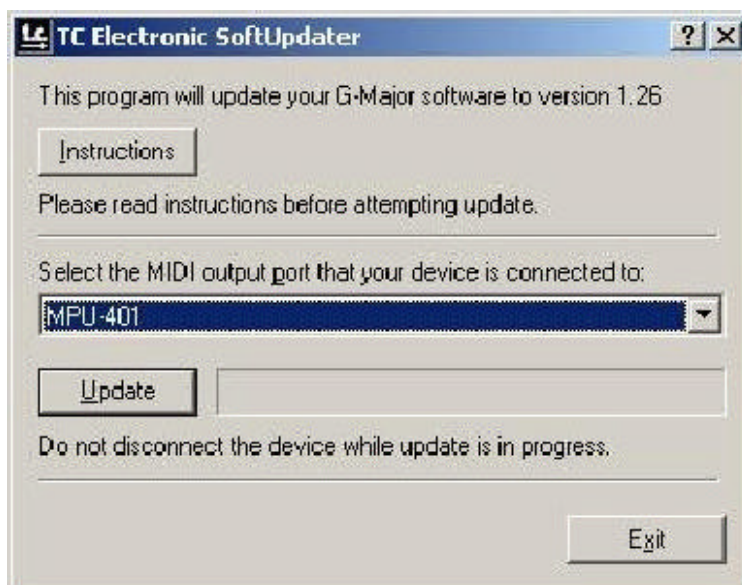 TC Electronic SoftUpdater
This program will update your G-Major software to version 1.26
Instructions
Please read instructions before attempting update.
Select the MIDI output port that your device is connected to:
MPU-401
Update
Do not disconnect the device while update is in progress.
Exit